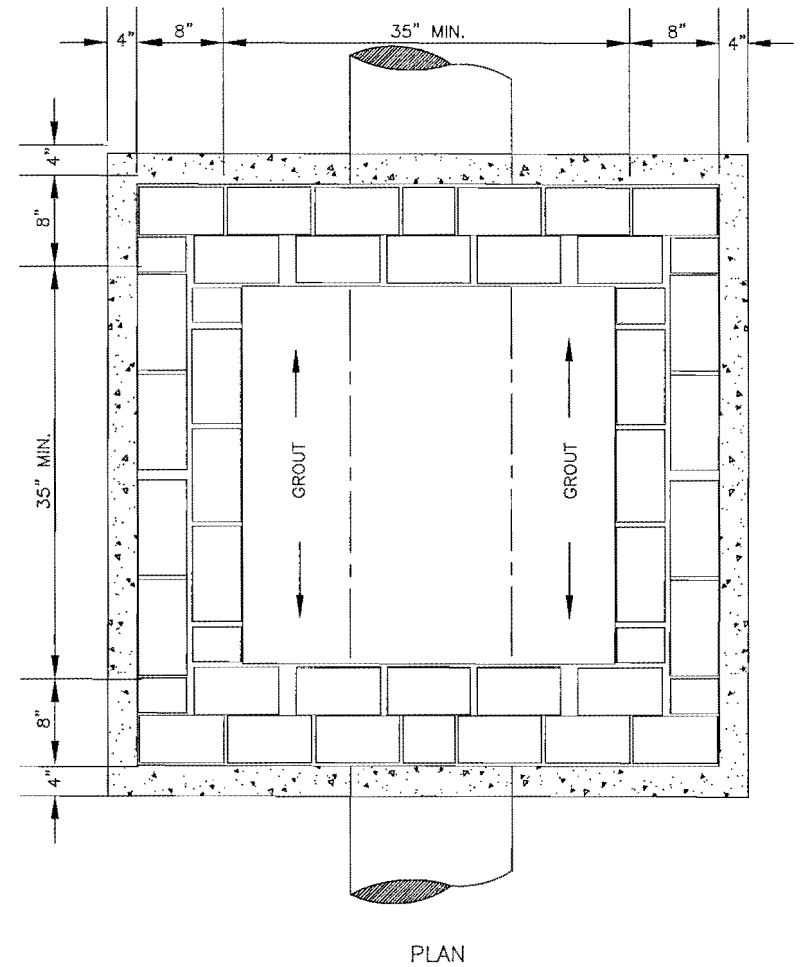 4" 8" 35" MIN. 8" 4"
4"
8"
35" MIN.
GROUT GROUT
8"
4"
PLAN